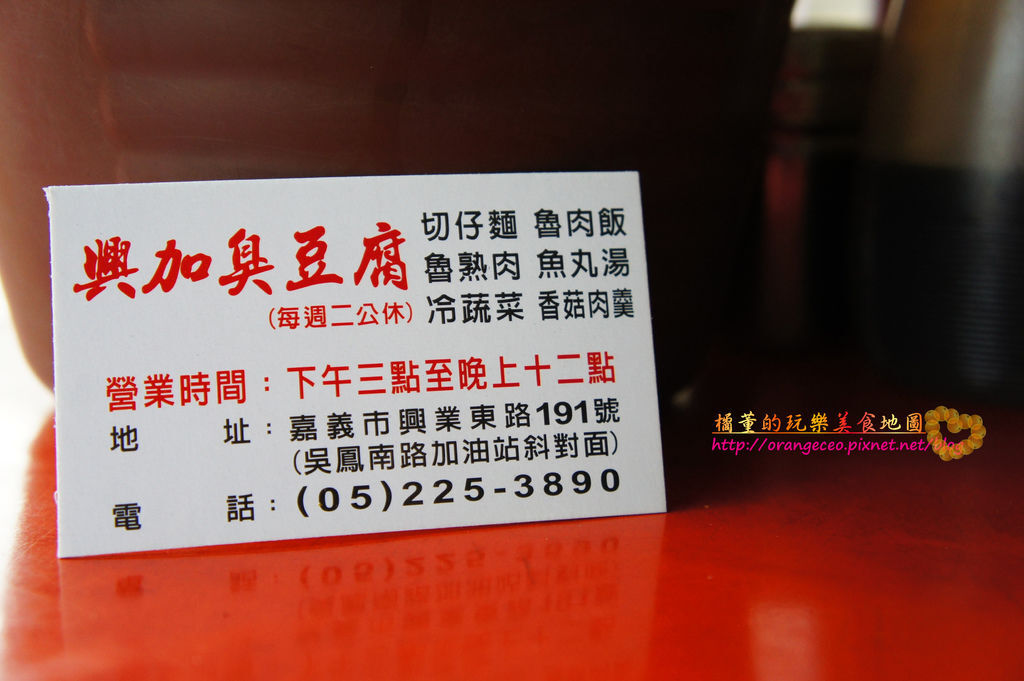 興加臭豆腐
(每週二公休)
切仔麵 魯肉飯
魯熟肉 魚丸湯
冷蔬菜 香菇肉羹
營業時間：下午三點至晚上十二點
地址：嘉義市興業東路191號
(吳鳳南路加油站斜對面)
電話：(05)225-3890
橘董的玩樂美食地圖
http://orangeceo.pixnet.net/blog